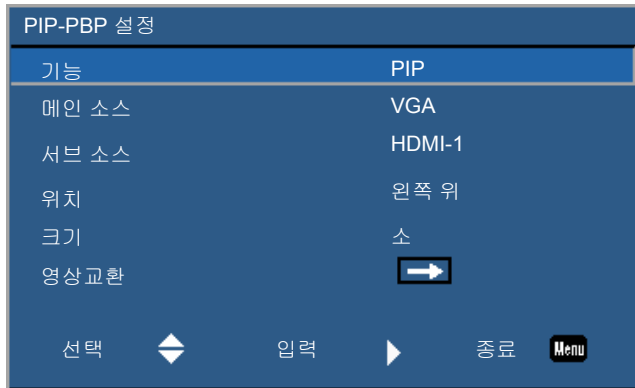 PIP-PBP 설정
기능 PIP
메인 소스 VGA
서브 소스 HDMI-1
위치 왼쪽 위
크기 소
영상교환
선택 입력 종료 Menu